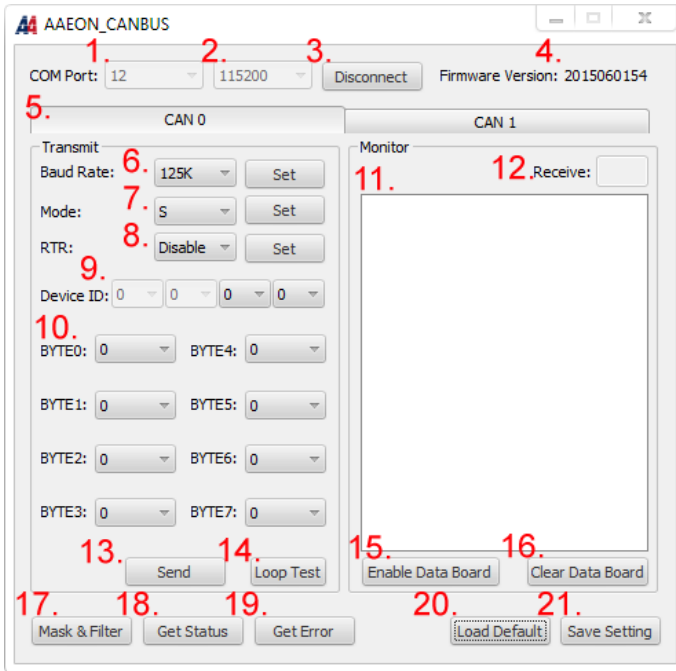 AAEON_CANBUS
1. 2. 3. 4.
COM Port: 12 115200 Disconnect Firmware Version: 2015060154
5. CAN 0 CAN 1
Transmit
Monitor
6. Baud Rate: 125K Set
11. 12. Receive:
7. Mode: S Set
8. RTR: Disable Set
9. Device ID: 0 0 0 0
10. BYTE0: 0 BYTE4: 0
BYTE1: 0 BYTE5: 0
BYTE2: 0 BYTE6: 0
BYTE3: 0 BYTE7: 0
13. Send 14. Loop Test
15. Enable Data Board 16. Clear Data Board
17. Mask & Filter 18. Get Status 19. Get Error 20. Load Default 21. Save Setting